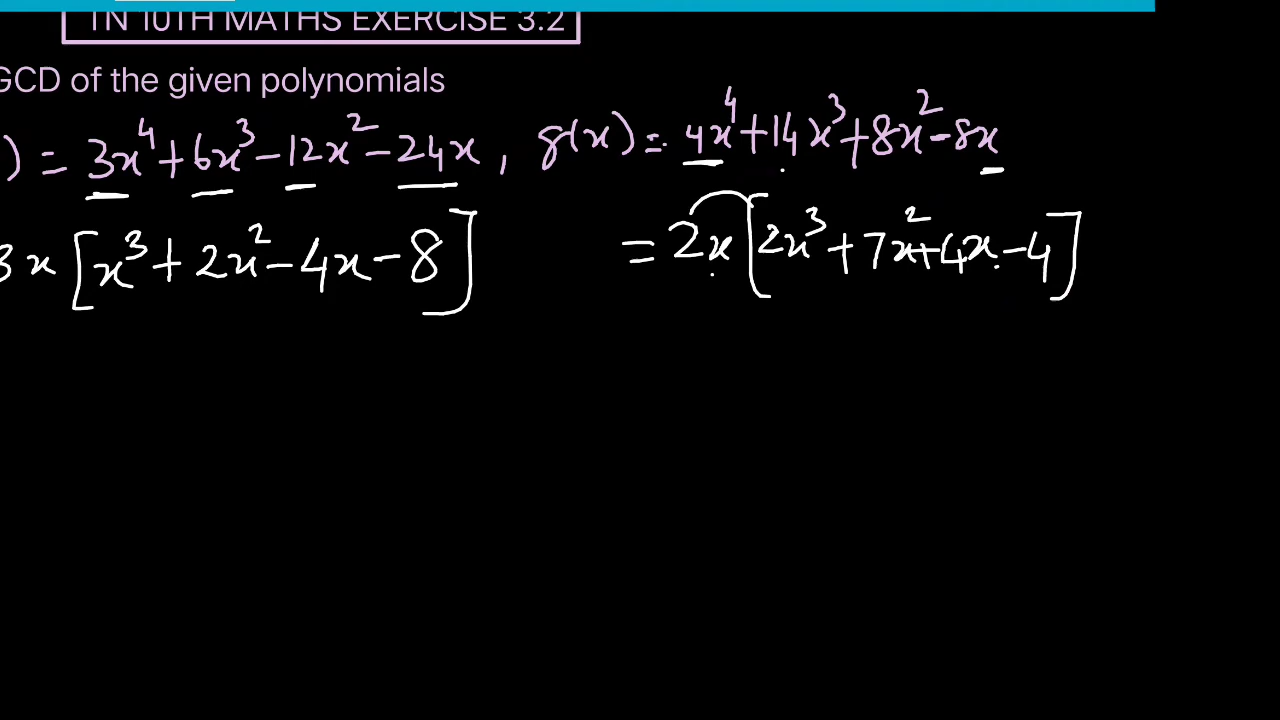 TN 10TH MATHS EXERCISE 3.2
GCD of the given polynomials
) = 3x⁴ + 6x³ - 12x² - 24x , g(x) = 4x⁴ + 14x³ + 8x² - 8x
3x [x³ + 2x² - 4x - 8] = 2x [2x³ + 7x² + 4x - 4]